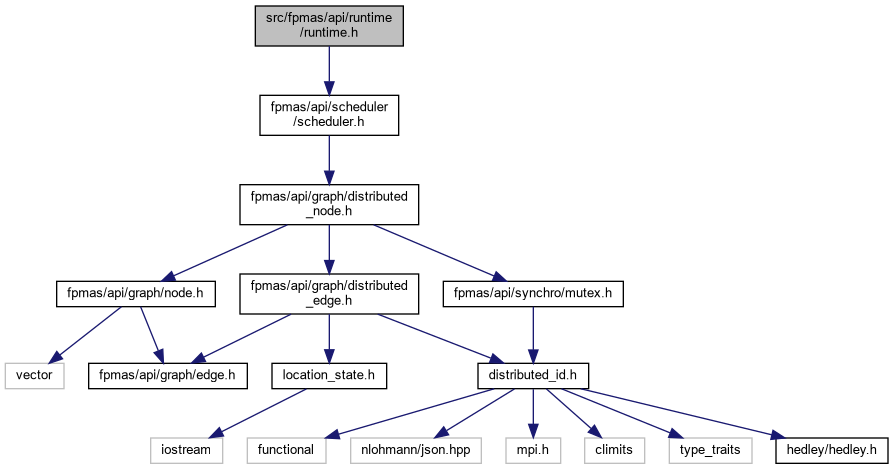 src/fpmas/api/runtime
/runtime.h
fpmas/api/scheduler
/scheduler.h
fpmas/api/graph/distributed
_node.h
fpmas/api/graph/node.h
fpmas/api/graph/distributed
_edge.h
fpmas/api/synchro/mutex.h
vector
fpmas/api/graph/edge.h
location_state.h
distributed_id.h
iostream
functional
nlohmann/json.hpp
mpi.h
climits
type_traits
hedley/hedley.h